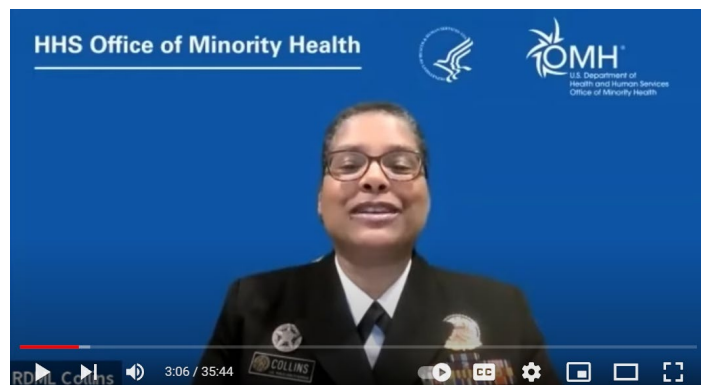 HHS Office of Minority Health
OMH
U.S. Department of
Health and Human Services
Office of Minority Health
COLLINS
RDML Collins
3:06 / 35:44
CC